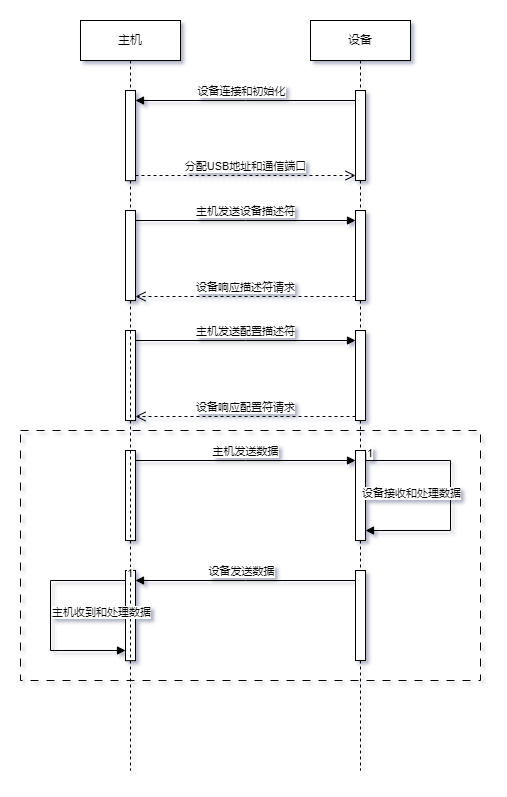 主机
设备
设备连接和初始化
分配USB地址和通信端口
主机发送设备描述符
设备响应描述符请求
主机发送配置描述符
设备响应配置符请求
主机发送数据
1
设备接收和处理数据
设备发送数据
1
主机收到和处理数据